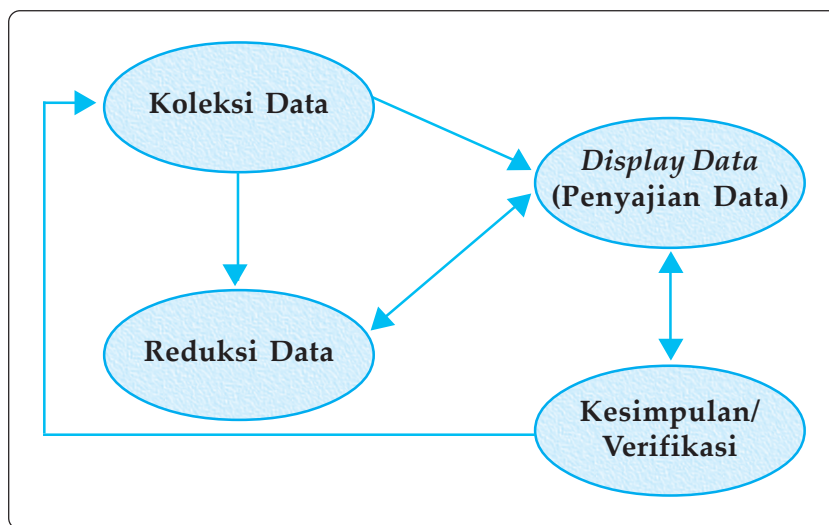 Koleksi Data
Display Data
(Penyajian Data)
Reduksi Data
Kesimpulan/
Verifikasi